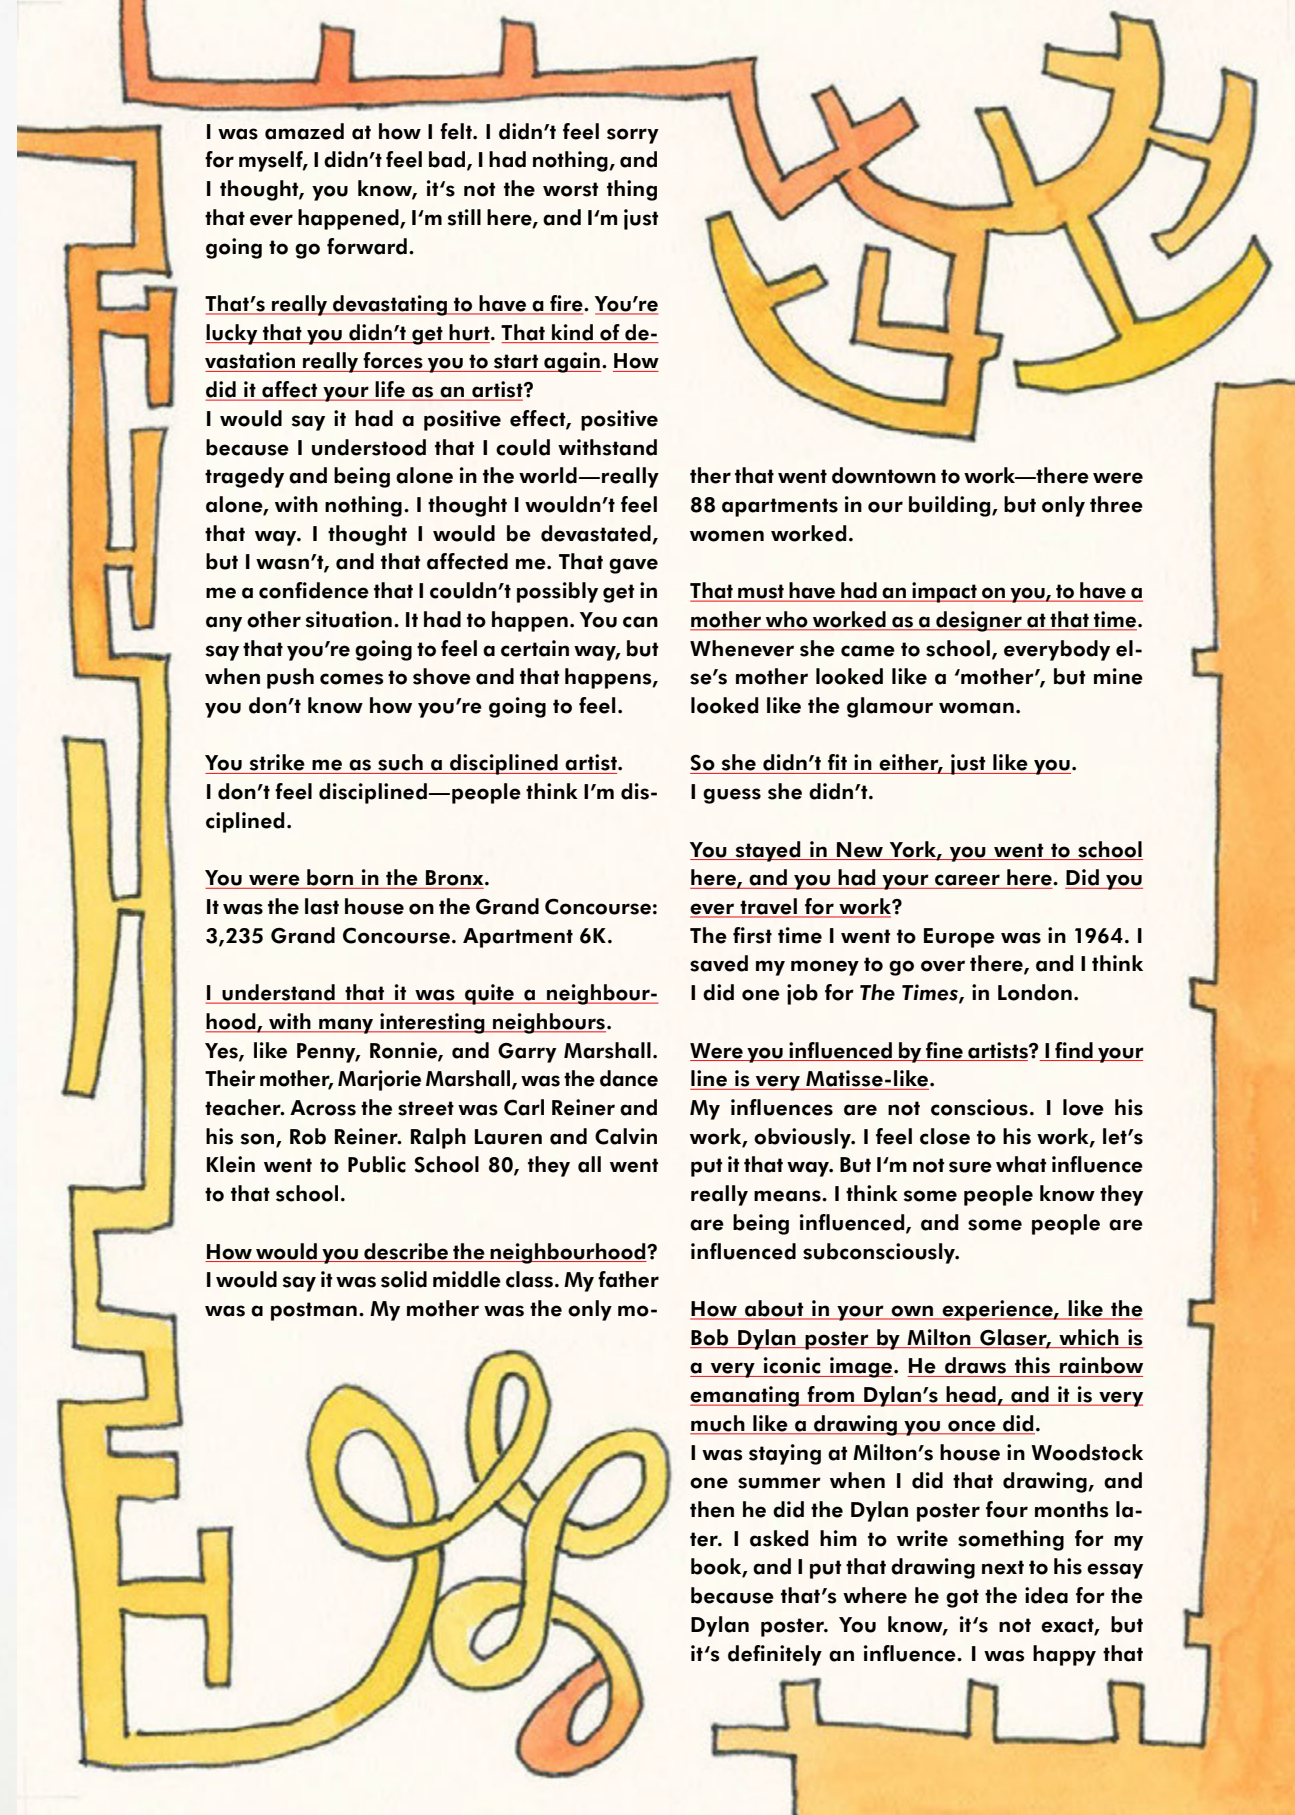 I was amazed at how I felt. I didn’t feel sorry
for myself, I didn’t feel bad, I had nothing, and
I thought, you know, it‘s not the worst thing
that ever happened, I‘m still here, and I‘m just
going to go forward.
That’s really devastating to have a fire. You’re
lucky that you didn’t get hurt. That kind of de-
vastation really forces you to start again. How
did it affect your life as an artist?
I would say it had a positive effect, positive
because I understood that I could withstand
tragedy and being alone in the world—really
alone, with nothing. I thought I wouldn’t feel
that way. I thought I would be devastated,
but I wasn’t, and that affected me. That gave
me a confidence that I couldn’t possibly get in
any other situation. It had to happen. You can
say that you’re going to feel a certain way, but
when push comes to shove and that happens,
you don’t know how you’re going to feel.
You strike me as such a disciplined artist.
I don’t feel disciplined—people think I’m dis-
ciplined.
You were born in the Bronx.
It was the last house on the Grand Concourse:
3,235 Grand Concourse. Apartment 6K.
I understand that it was quite a neighbour-
hood, with many interesting neighbours.
Yes, like Penny, Ronnie, and Garry Marshall.
Their mother, Marjorie Marshall, was the dance
teacher. Across the street was Carl Reiner and
his son, Rob Reiner. Ralph Lauren and Calvin
Klein went to Public School 80, they all went
to that school.
How would you describe the neighbourhood?
I would say it was solid middle class. My father
was a postman. My mother was the only mo-
ther that went downtown to work—there were
88 apartments in our building, but only three
women worked.
That must have had an impact on you, to have a
mother who worked as a designer at that time.
Whenever she came to school, everybody el-
se’s mother looked like a ‘mother’, but mine
looked like the glamour woman.
So she didn’t fit in either, just like you.
I guess she didn’t.
You stayed in New York, you went to school
here, and you had your career here. Did you
ever travel for work?
The first time I went to Europe was in 1964. I
saved my money to go over there, and I think
I did one job for The Times, in London.
Were you influenced by fine artists? I find your
line is very Matisse-like.
My influences are not conscious. I love his
work, obviously. I feel close to his work, let’s
put it that way. But I‘m not sure what influence
really means. I think some people know they
are being influenced, and some people are
influenced subconsciously.
How about in your own experience, like the
Bob Dylan poster by Milton Glaser, which is
a very iconic image. He draws this rainbow
emanating from Dylan’s head, and it is very
much like a drawing you once did.
I was staying at Milton’s house in Woodstock
one summer when I did that drawing, and
then he did the Dylan poster four months la-
ter. I asked him to write something for my
book, and I put that drawing next to his essay
because that’s where he got the idea for the
Dylan poster. You know, it‘s not exact, but
it‘s definitely an influence. I was happy that